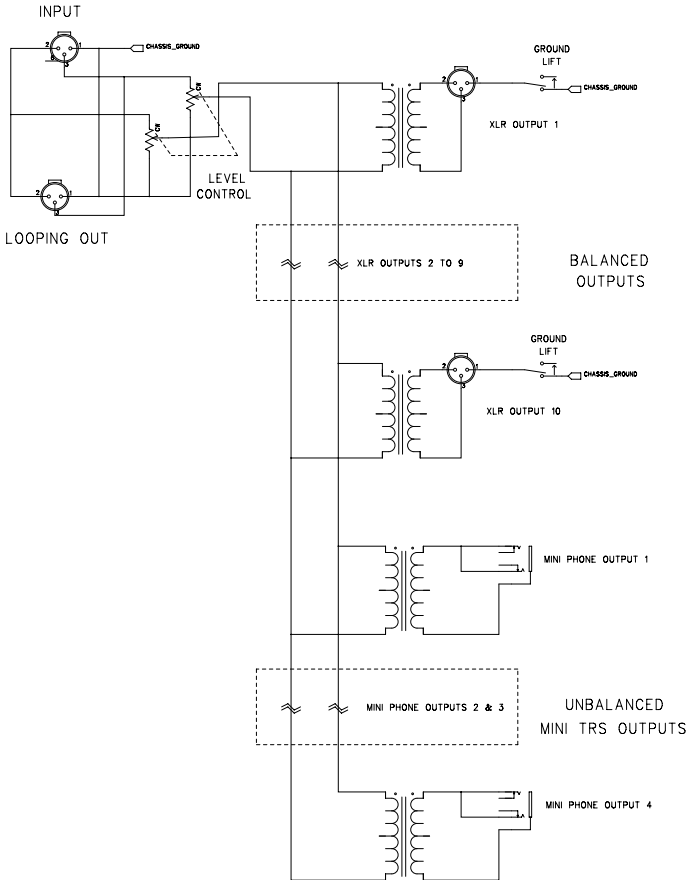 INPUT
2
1
3
CHASSIS_GROUND
CW
CW
LEVEL
CONTROL
2
1
3
LOOPING OUT
GROUND
LIFT
2
1
3
CHASSIS_GROUND
XLR OUTPUT 1
XLR OUTPUTS 2 TO 9
BALANCED
OUTPUTS
GROUND
LIFT
2
1
3
CHASSIS_GROUND
XLR OUTPUT 10
MINI PHONE OUTPUT 1
MINI PHONE OUTPUTS 2 & 3
UNBALANCED
MINI TRS OUTPUTS
MINI PHONE OUTPUT 4